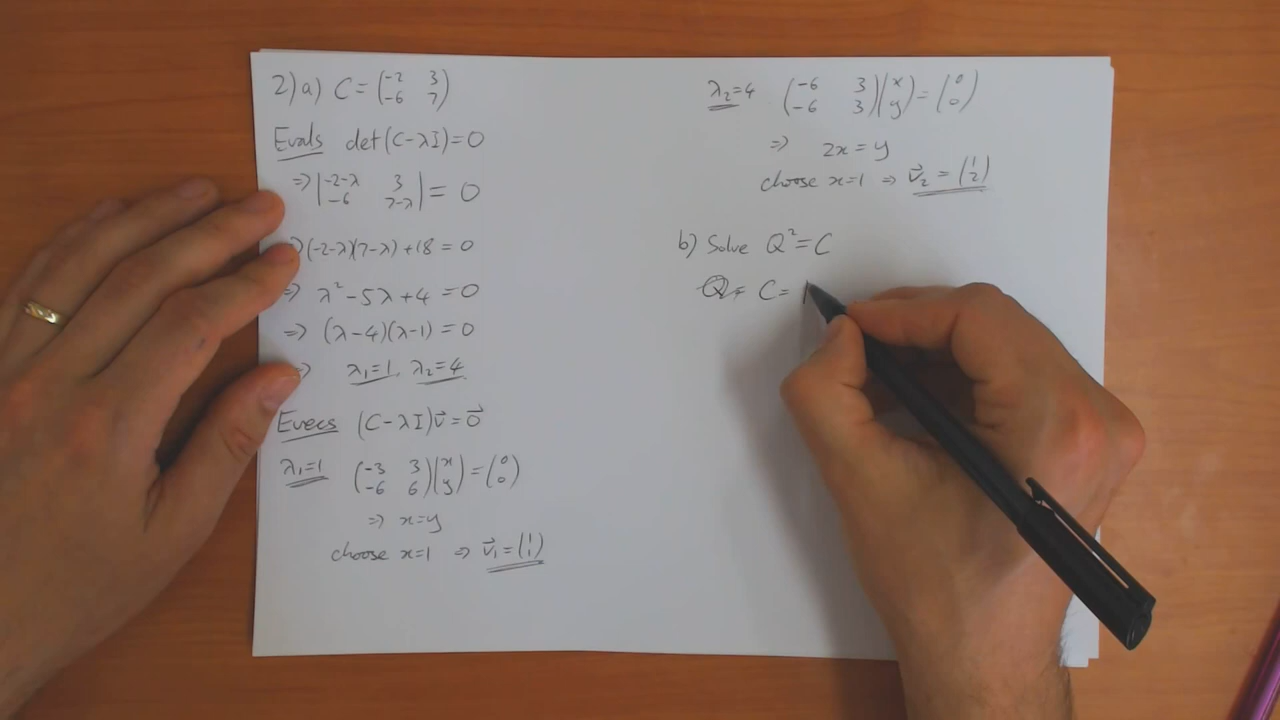 2) a) C = (-2 3
-6 7)
Evals det(C-λI)=0
⇒ |-2-λ 3
-6 7-λ| = 0
⇒ (-2-λ)(7-λ)+18=0
⇒ λ²-5λ+4=0
⇒ (λ-4)(λ-1)=0
⇒ λ₁=1, λ₂=4
Evecs (C-λI)v⃗=0⃗
λ₁=1 (-3 3
-6 6)(x
y)=(0
0)
⇒ x=y
choose x=1 ⇒ v⃗₁=(1
1)
λ₂=4 (-6 3
-6 3)(x
y)=(0
0)
⇒ 2x=y
choose x=1 ⇒ v⃗₂=(1
2)
b) Solve Q²=C
C=